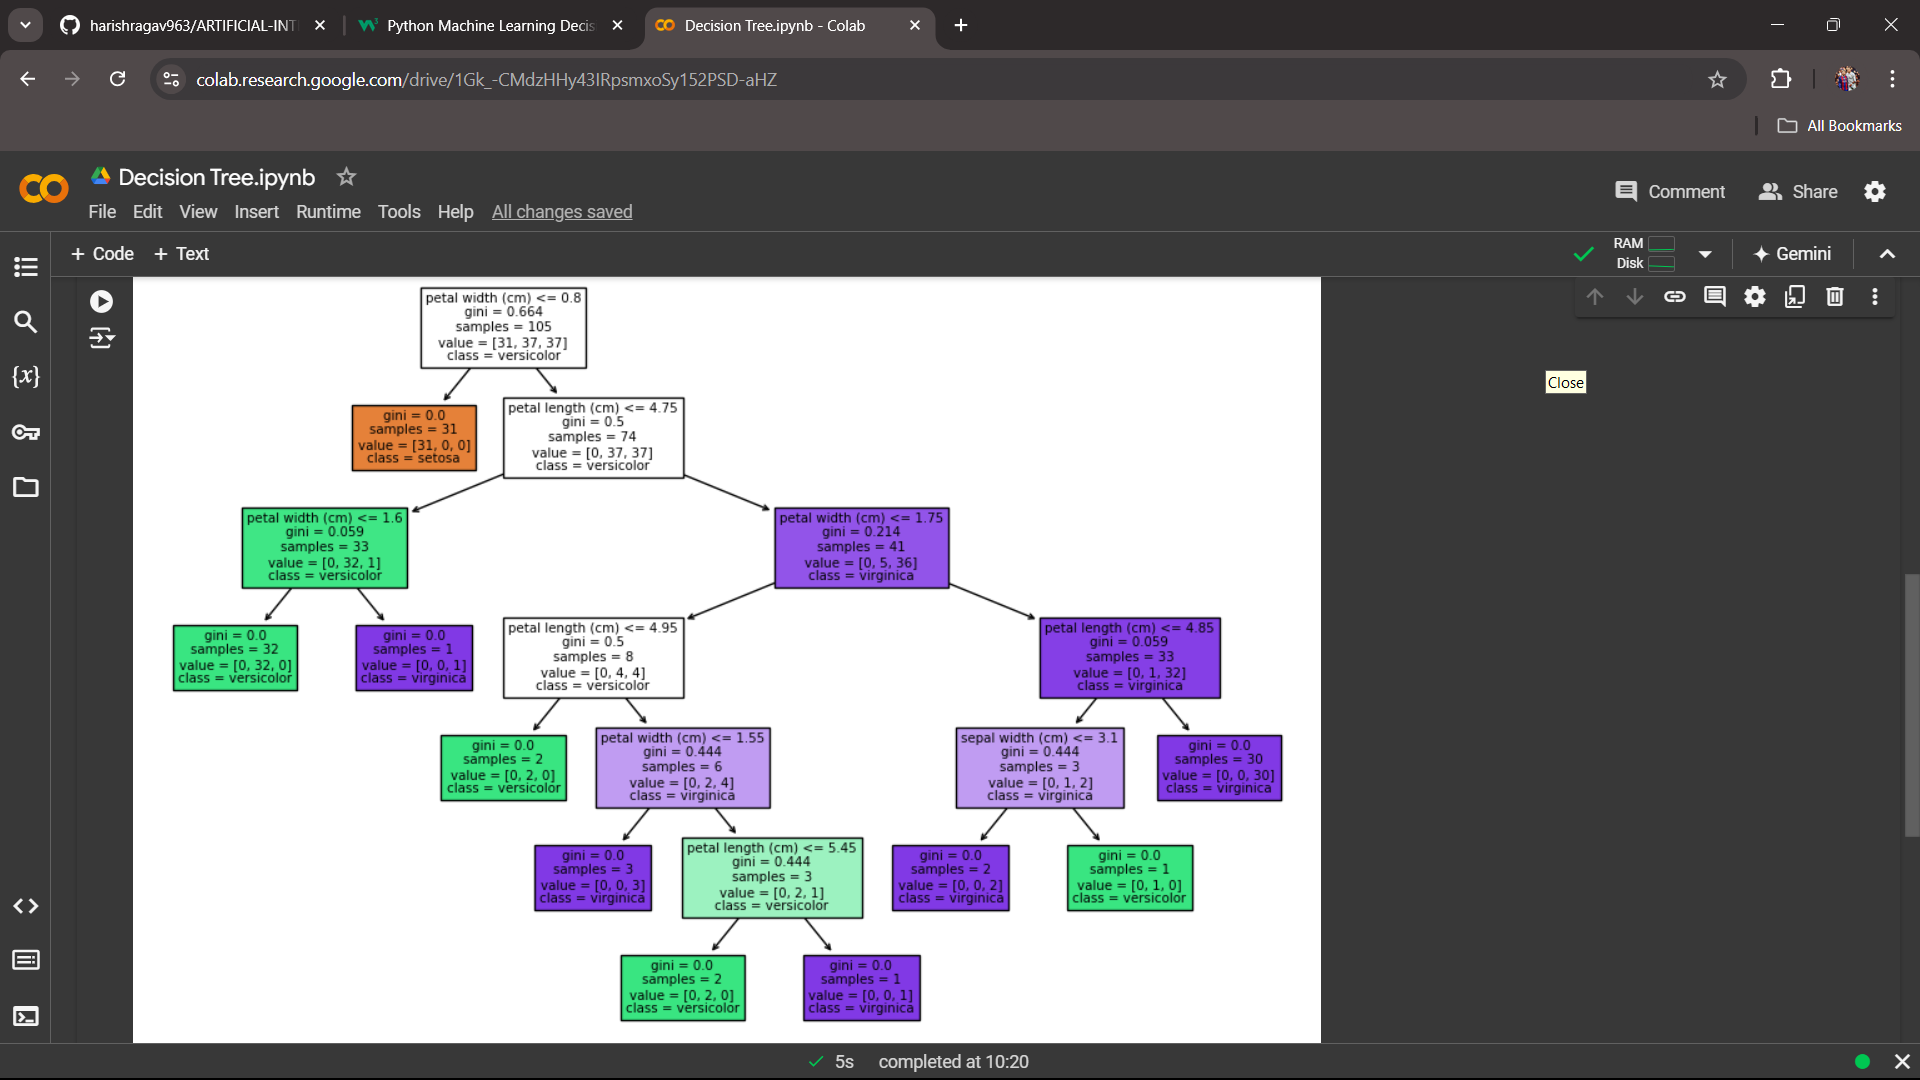 harishragav963/ARTIFICIAL-INT
Python Machine Learning Decis
Decision Tree.ipynb - Colab
colab.research.google.com/drive/1Gk_-CMdzHHy43IRpsmxoSy152PSD-aHZ
All Bookmarks
Decision Tree.ipynb
File Edit View Insert Runtime Tools Help All changes saved
Comment
Share
+ Code + Text
RAM
Disk
Gemini
{x}
Close
petal width (cm) <= 0.8
gini = 0.664
samples = 105
value = [31, 37, 37]
class = versicolor
gini = 0.0
samples = 31
value = [31, 0, 0]
class = setosa
petal length (cm) <= 4.75
gini = 0.5
samples = 74
value = [0, 37, 37]
class = versicolor
petal width (cm) <= 1.6
gini = 0.059
samples = 33
value = [0, 32, 1]
class = versicolor
petal width (cm) <= 1.75
gini = 0.214
samples = 41
value = [0, 5, 36]
class = virginica
gini = 0.0
samples = 32
value = [0, 32, 0]
class = versicolor
gini = 0.0
samples = 1
value = [0, 0, 1]
class = virginica
petal length (cm) <= 4.95
gini = 0.5
samples = 8
value = [0, 4, 4]
class = versicolor
petal length (cm) <= 4.85
gini = 0.059
samples = 33
value = [0, 1, 32]
class = virginica
gini = 0.0
samples = 2
value = [0, 2, 0]
class = versicolor
petal width (cm) <= 1.55
gini = 0.444
samples = 6
value = [0, 2, 4]
class = virginica
sepal width (cm) <= 3.1
gini = 0.444
samples = 3
value = [0, 1, 2]
class = virginica
gini = 0.0
samples = 30
value = [0, 0, 30]
class = virginica
gini = 0.0
samples = 3
value = [0, 0, 3]
class = virginica
petal length (cm) <= 5.45
gini = 0.444
samples = 3
value = [0, 2, 1]
class = versicolor
gini = 0.0
samples = 2
value = [0, 0, 2]
class = virginica
gini = 0.0
samples = 1
value = [0, 1, 0]
class = versicolor
gini = 0.0
samples = 2
value = [0, 2, 0]
class = versicolor
gini = 0.0
samples = 1
value = [0, 0, 1]
class = virginica
5s completed at 10:20